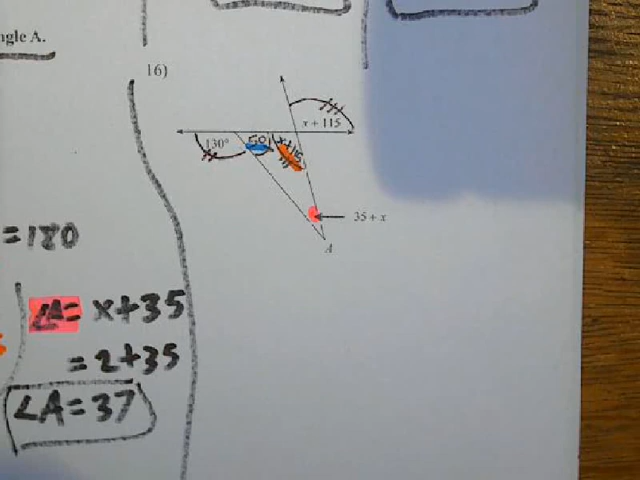 ngle A.
16)
x + 115
130°
50
x+115
35 + x
A
=180
∠A= x+35
= 2+35
∠A=37